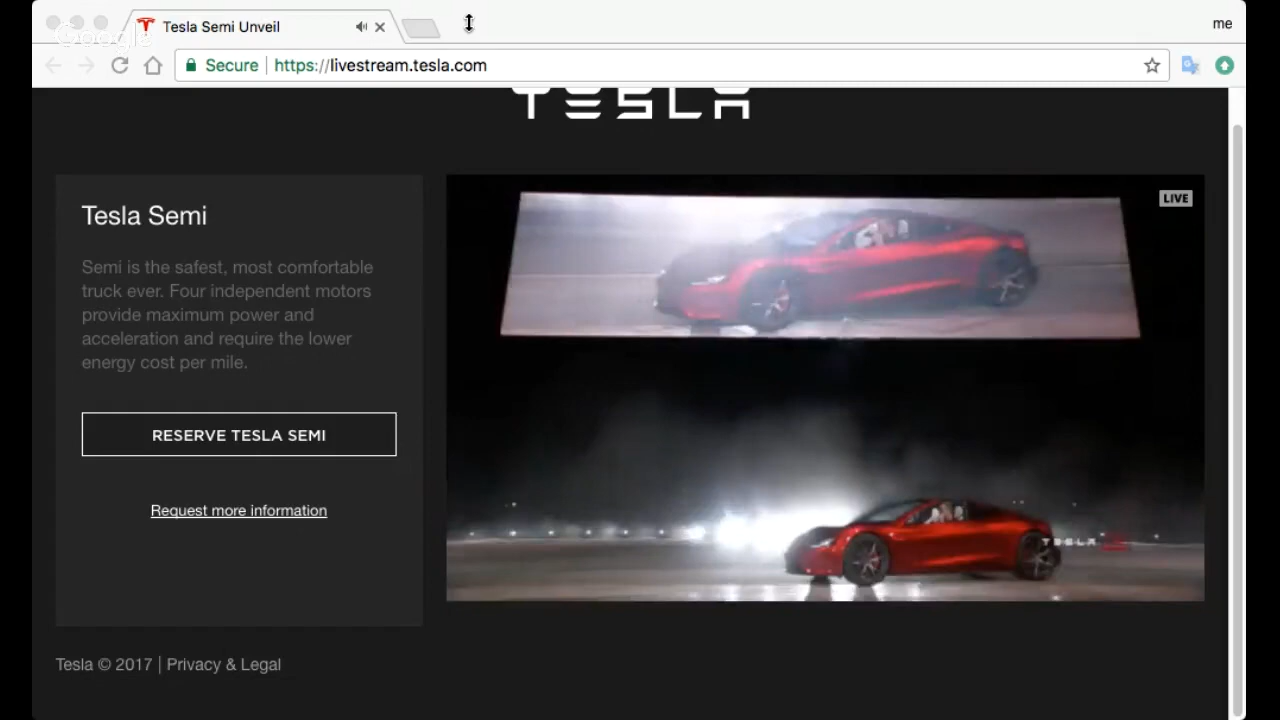 Google
Tesla Semi Unveil
me
Secure | https://livestream.tesla.com
TESLA
LIVE
Tesla Semi
Semi is the safest, most comfortable
truck ever. Four independent motors
provide maximum power and
acceleration and require the lower
energy cost per mile.
RESERVE TESLA SEMI
Request more information
TESLA
Tesla © 2017 | Privacy & Legal